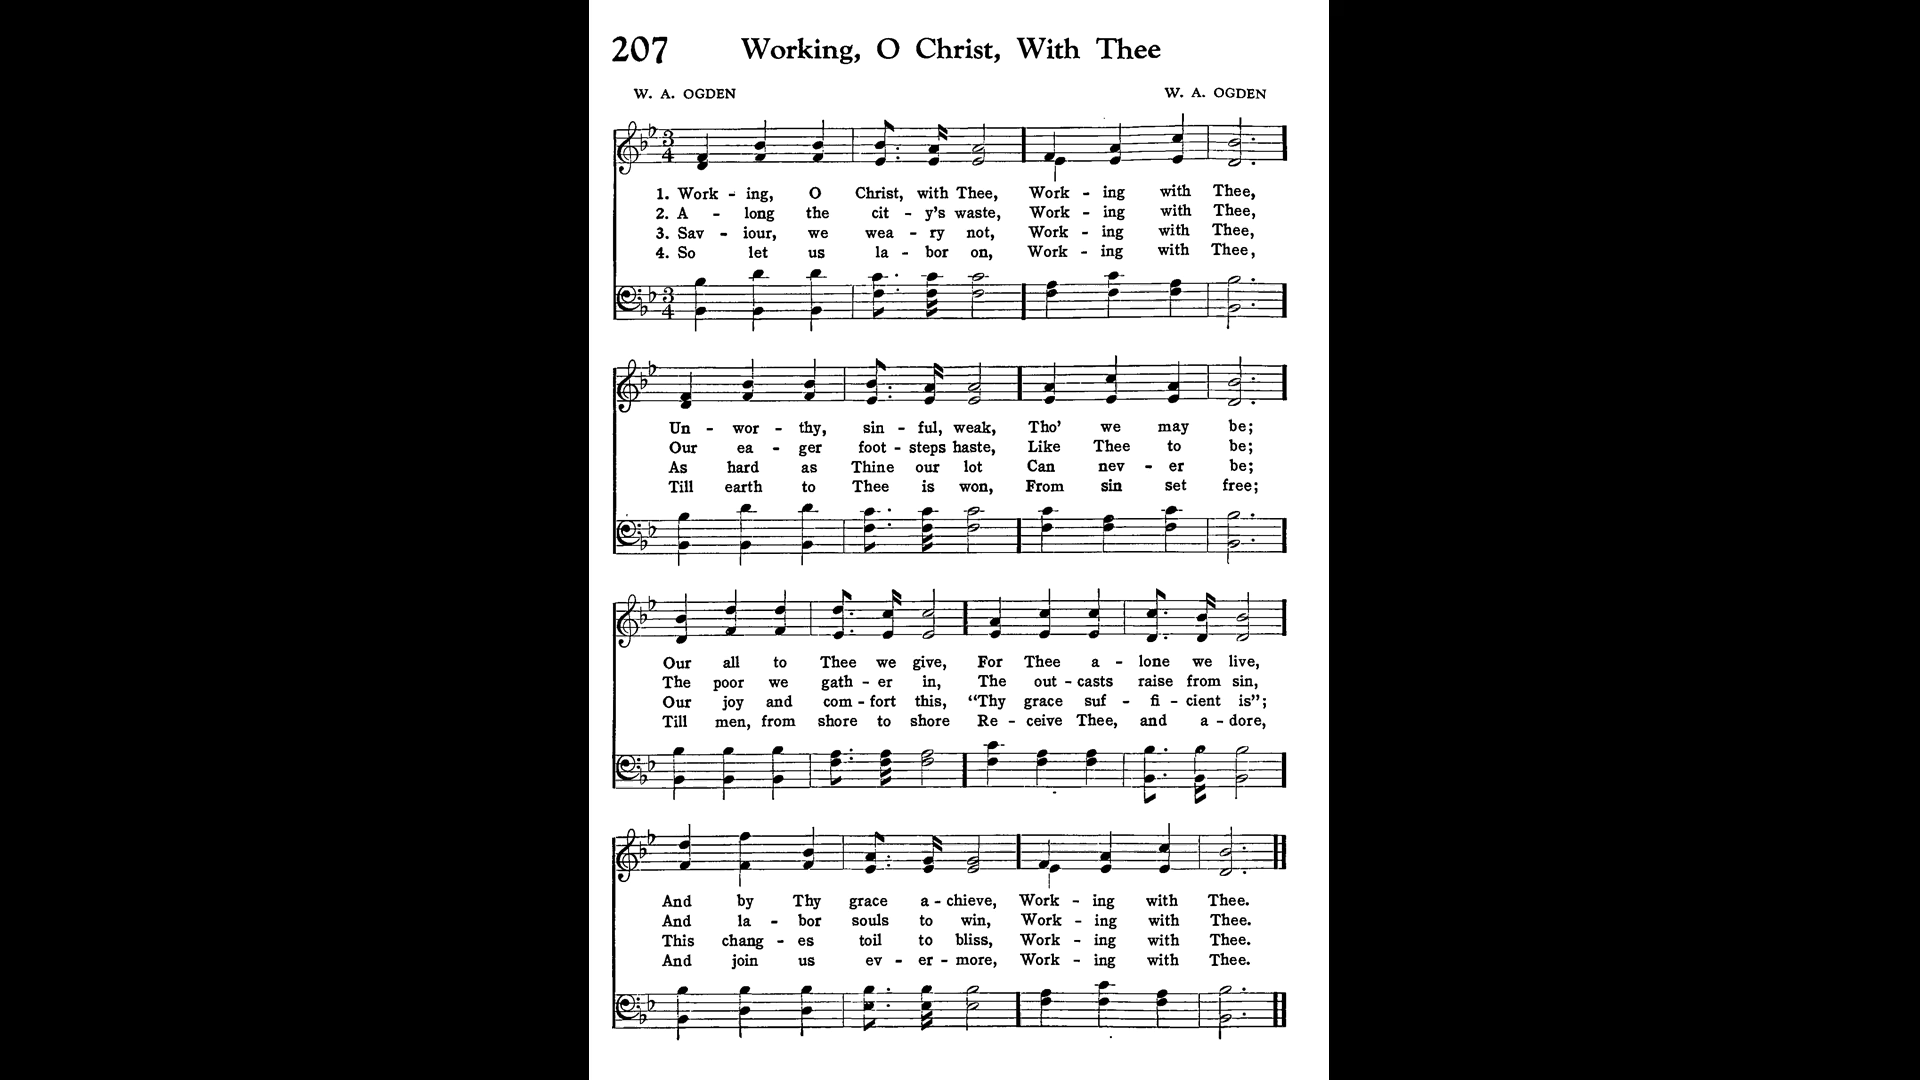 207 Working, O Christ, With Thee
W. A. OGDEN W. A. OGDEN
3 4
1. Work - ing, O Christ, with Thee, Work - ing with Thee,
2. A - long the cit - y's waste, Work - ing with Thee,
3. Sav - iour, we wea - ry not, Work - ing with Thee,
4. So let us la - bor on, Work - ing with Thee,
3 4
Un - wor - thy, sin - ful, weak, Tho' we may be;
Our ea - ger foot - steps haste, Like Thee to be;
As hard as Thine our lot Can nev - er be;
Till earth to Thee is won, From sin set free;
Our all to Thee we give, For Thee a - lone we live,
The poor we gath - er in, The out - casts raise from sin,
Our joy and com - fort this, "Thy grace suf - fi - cient is";
Till men, from shore to shore Re - ceive Thee, and a - dore,
And by Thy grace a - chieve, Work - ing with Thee.
And la - bor souls to win, Work - ing with Thee.
This chang - es toil to bliss, Work - ing with Thee.
And join us ev - er - more, Work - ing with Thee.